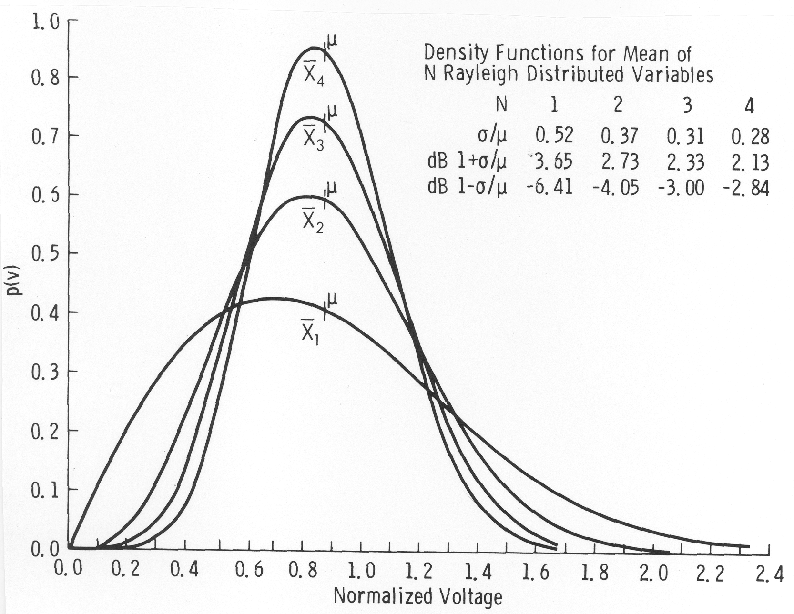 1.0
0.8
0.7
0.5
0.5
0.4
0.3
0.2
0.1
0.0
p(v)
0.0 0.2 0.4 0.6 0.8 1.0 1.2 1.4 1.6 1.8 2.0 2.2 2.4
Normalized Voltage
Density Functions for Mean of
N Rayleigh Distributed Variables
N 1 2 3 4
σ/μ 0.52 0.37 0.31 0.28
dB 1+σ/μ 3.65 2.73 2.33 2.13
dB 1-σ/μ -6.41 -4.05 -3.00 -2.84
μ
X̄4
μ
X̄3
μ
X̄2
μ
X̄1